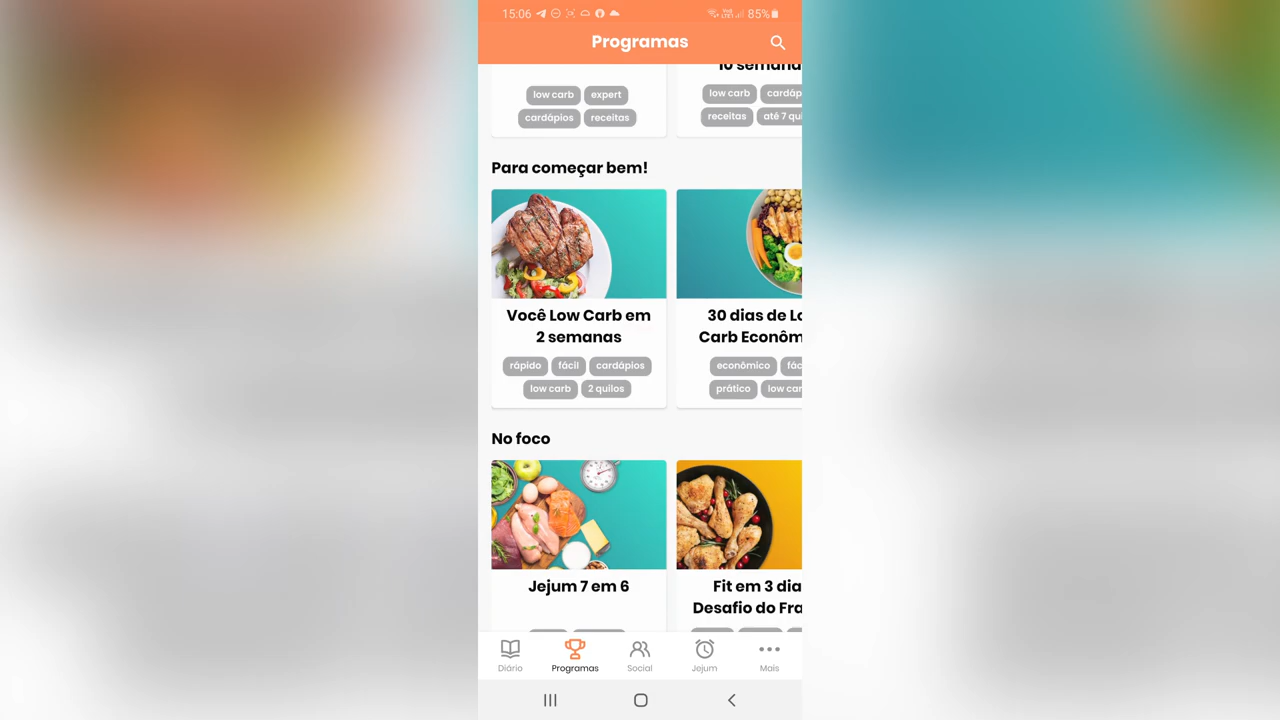 15:06
85%
Programas
10 semana
low carb
expert
low carb
cardáp
cardápios
receitas
receitas
até 7 qui
Para começar bem!
Você Low Carb em
2 semanas
30 dias de Lo
Carb Econôm
rápido
fácil
cardápios
econômico
fác
low carb
2 quilos
prático
low car
No foco
Jejum 7 em 6
Fit em 3 dia
Desafio do Fra
Diário
Programas
Social
Jejum
Mais